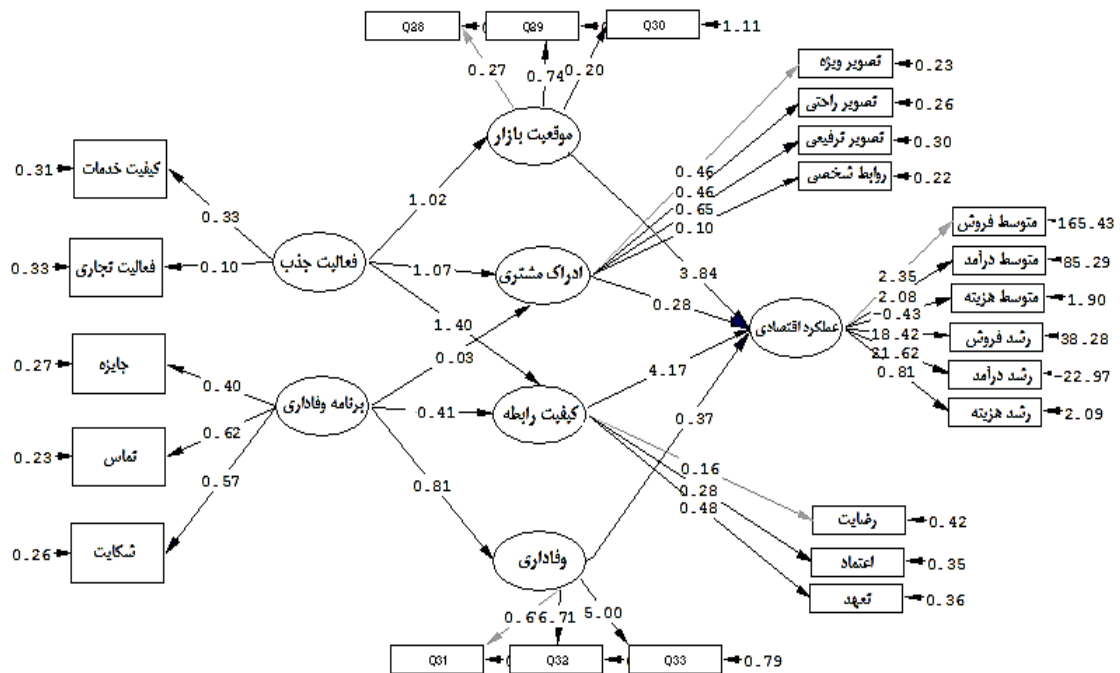 Q28 Q29 Q30 1.11
0.27 0.74 0.20
موقعیت بازار
تصویر ویژه 0.23
تصویر راحتی 0.26
تصویر ترفیعی 0.30
روابط شخصی 0.22
0.46
0.46
0.65
0.10
0.31 کیفیت خدمات
0.33
0.33 فعالیت تجاری
0.10
فعالیت جذب
1.02
1.07
1.40
ادراک مشتری
3.84
0.28
عملکرد اقتصادی
متوسط فروش 165.43
متوسط درآمد 85.29
متوسط هزینه 1.90
رشد فروش 38.28
رشد درآمد -22.97
رشد هزینه 2.09
2.35
2.08
-0.43
18.42
21.62
0.81
0.27 جایزه
0.40
0.23 تماس
0.62
0.26 شکایت
0.57
برنامه وفاداری
0.03
0.41
0.81
کیفیت رابطه
4.17
0.37
0.16
0.28
0.48
رضایت 0.42
اعتماد 0.35
تعهد 0.36
وفاداری
6.71 5.00
Q31 Q32 Q33 0.79